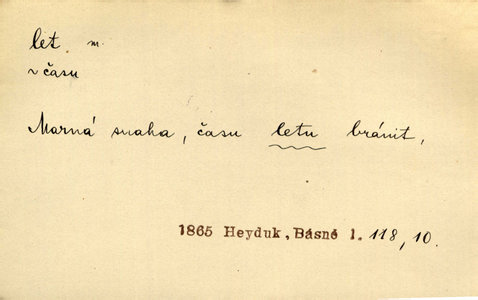 let m.
~ času
Marná snaha, času letu bránit,
1865 Heyduk, Básně 1. 118, 10.